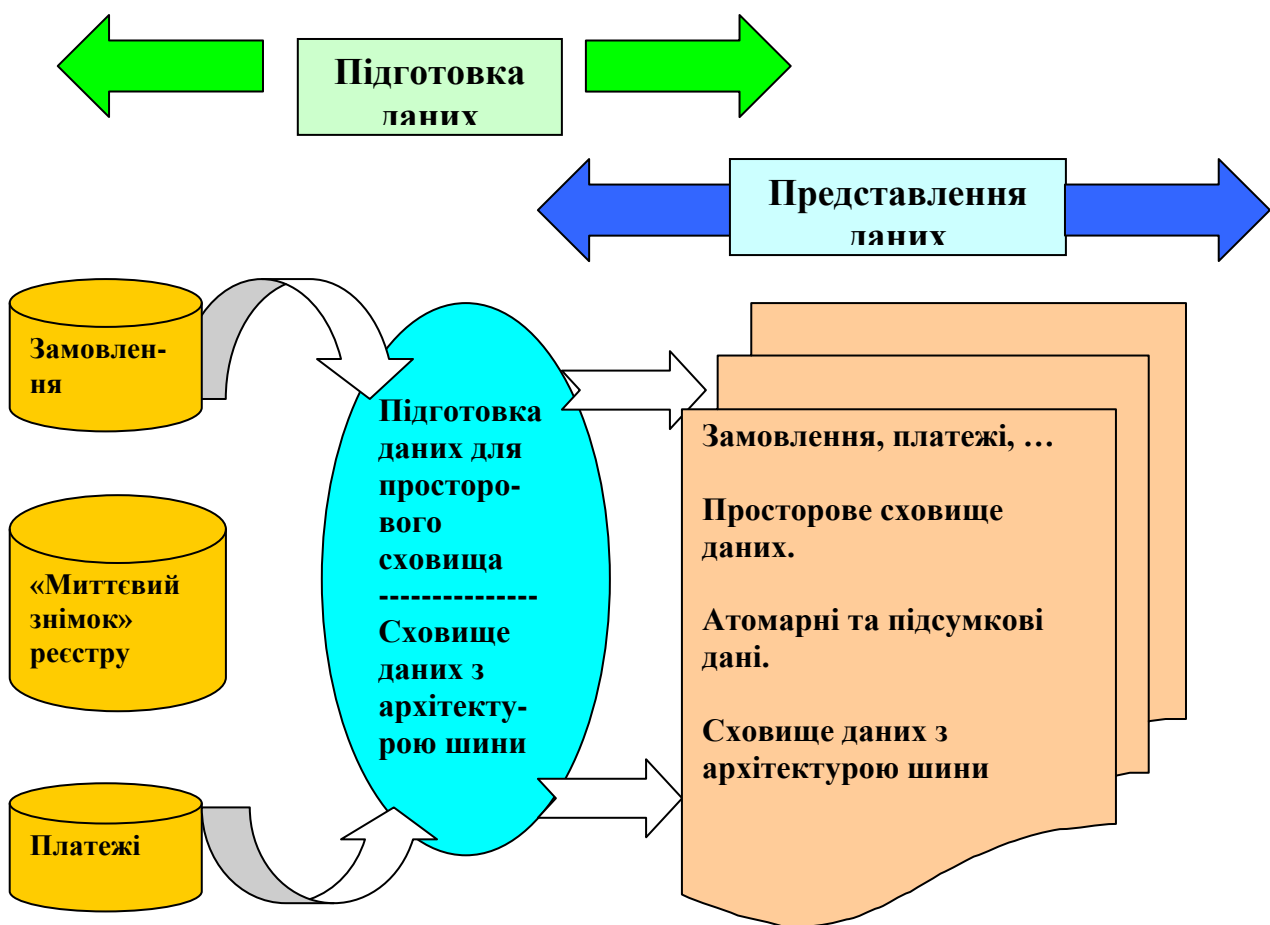 Підготовка
даних
Представлення
даних
Замовлен-
ня
«Миттєвий
знімок»
реєстру
Платежі
Підготовка
даних для
просторо-
вого
сховища
---------------
Сховище
даних з
архітекту-
рою шини
Замовлення, платежі, …
Просторове сховище
даних.
Атомарні та підсумкові
дані.
Сховище даних з
архітектурою шини